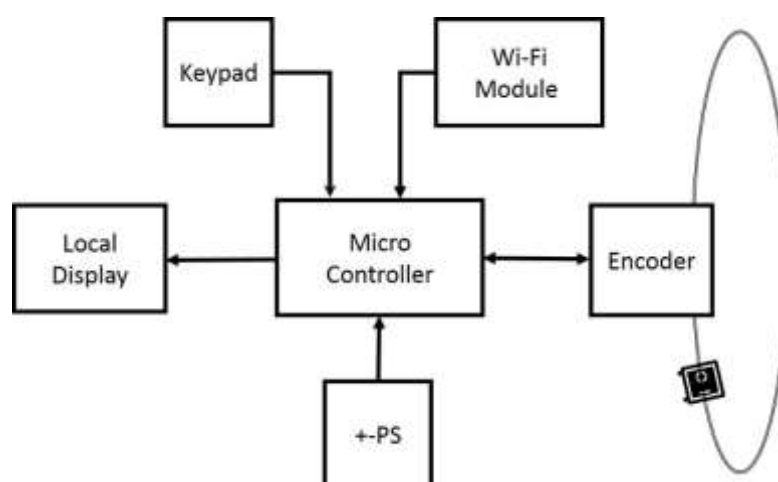 Keypad
Wi-Fi
Module
Local
Display
Micro
Controller
Encoder
+-PS